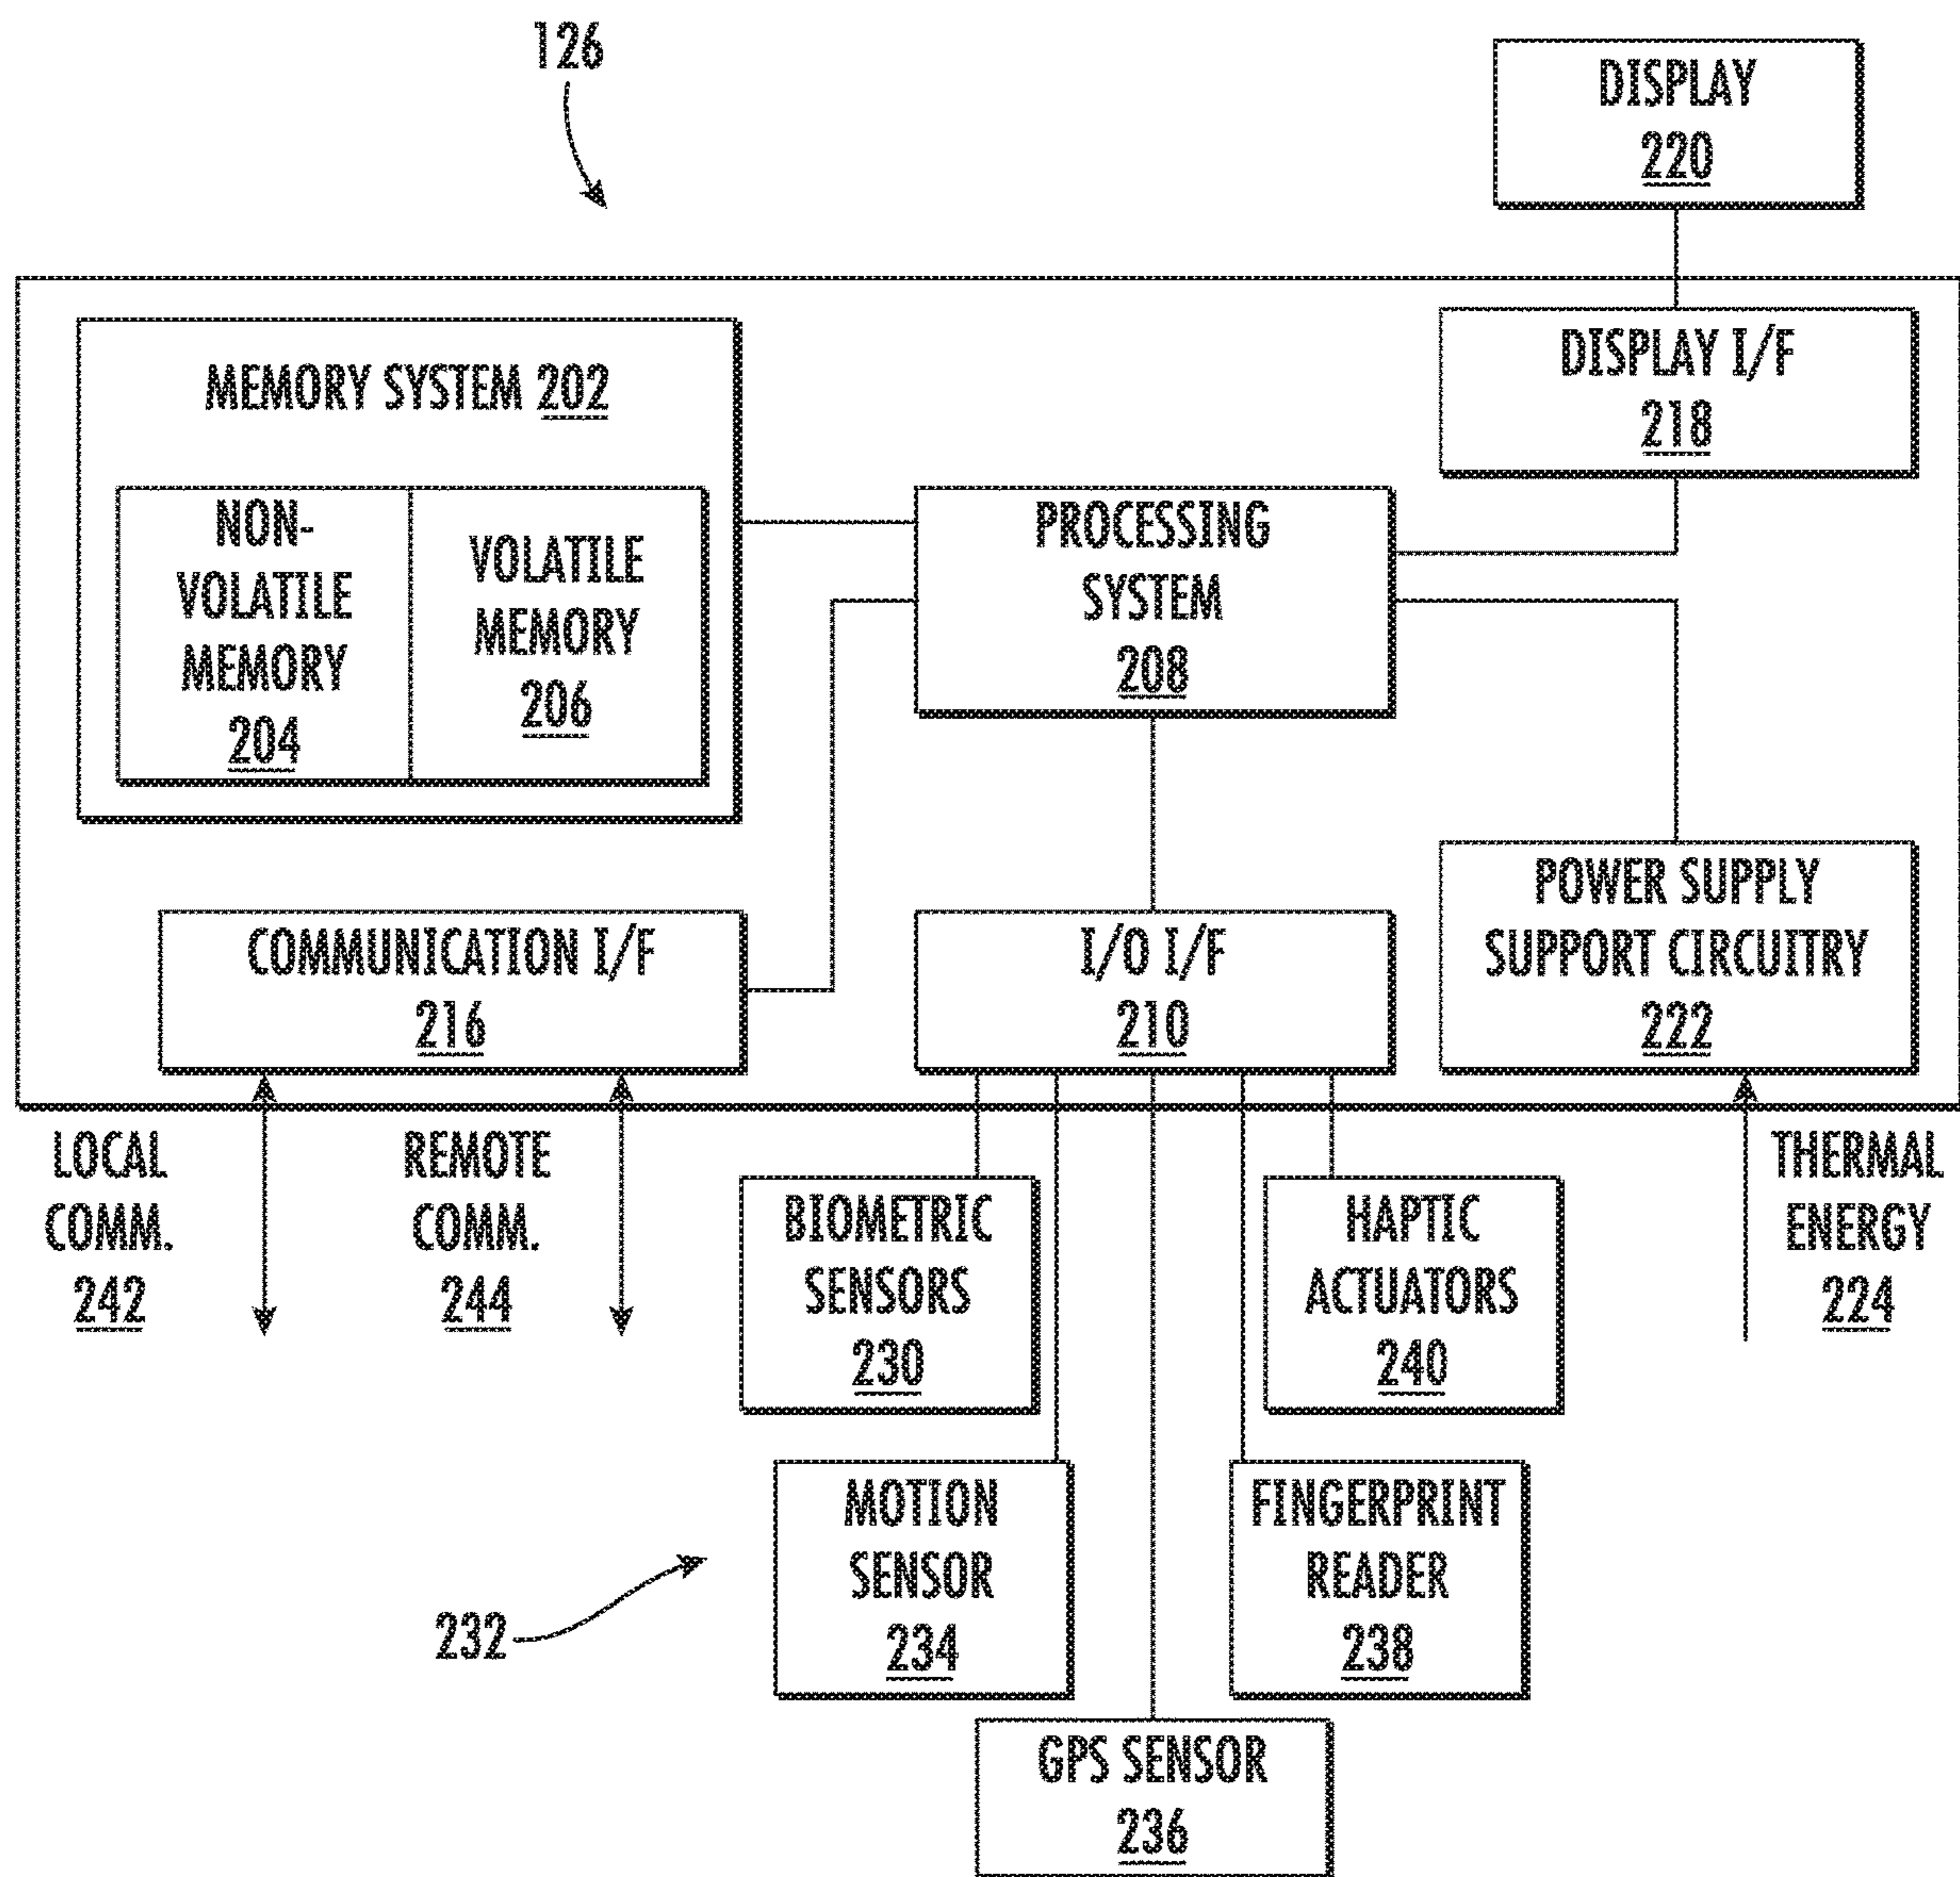 126
DISPLAY
220
MEMORY SYSTEM 202
DISPLAY I/F
218
NON-
VOLATILE
MEMORY
204
VOLATILE
MEMORY
206
PROCESSING
SYSTEM
208
COMMUNICATION I/F
216
I/O I/F
210
POWER SUPPLY
SUPPORT CIRCUITRY
222
LOCAL
COMM.
242
REMOTE
COMM.
244
BIOMETRIC
SENSORS
230
HAPTIC
ACTUATORS
240
THERMAL
ENERGY
224
232
MOTION
SENSOR
234
FINGERPRINT
READER
238
GPS SENSOR
236